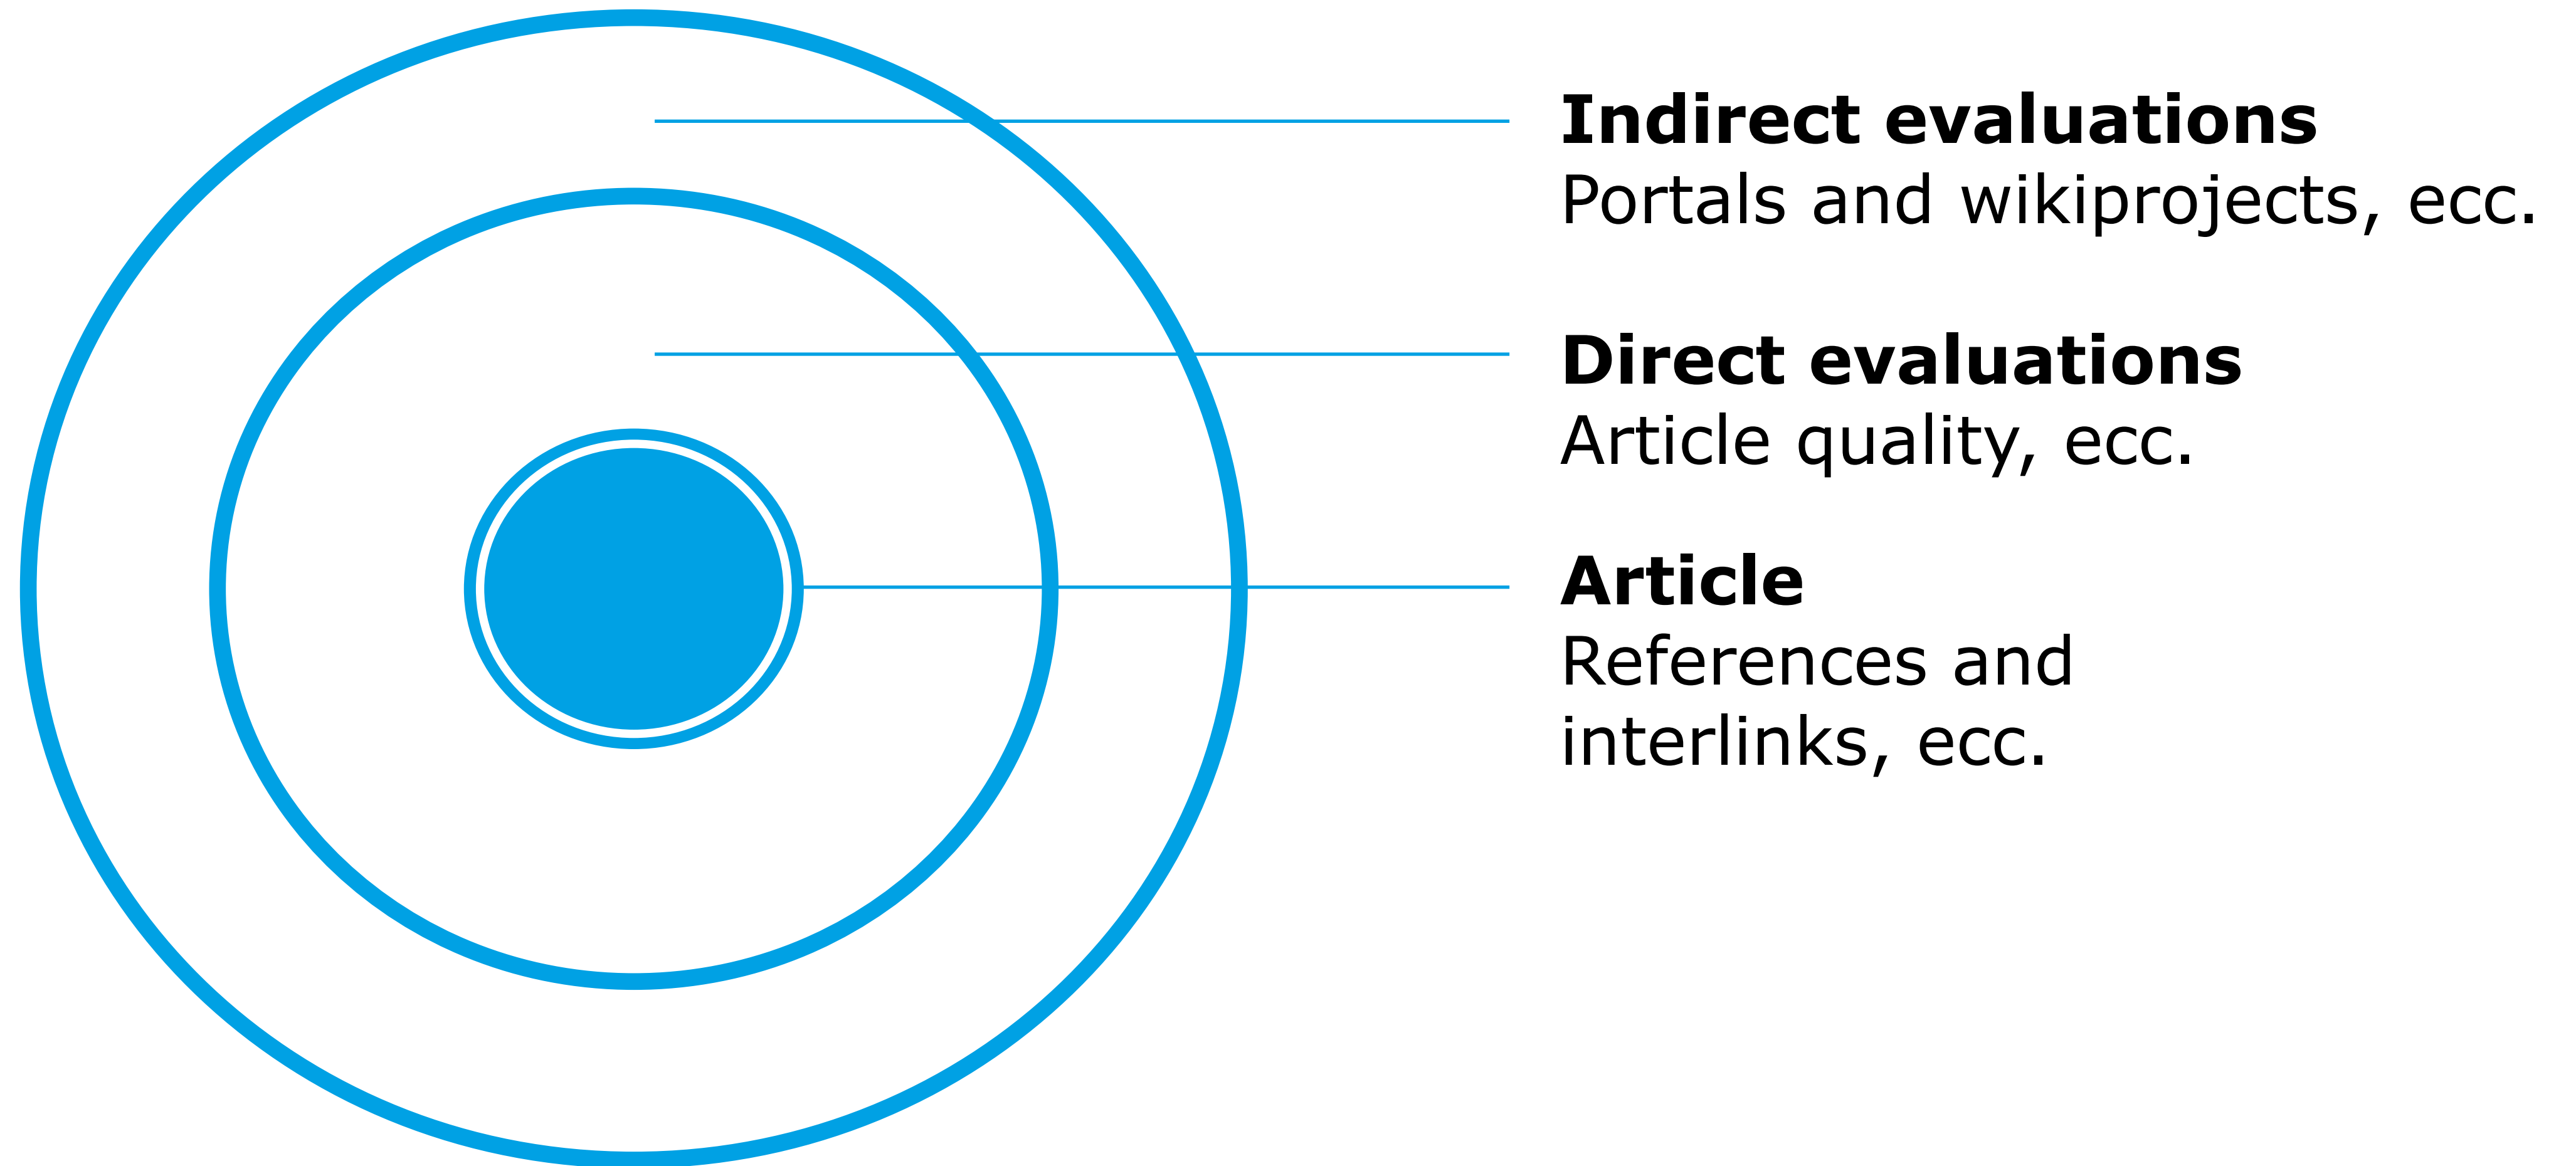 Indirect evaluations
Portals and wikiprojects, ecc.
Direct evaluations
Article quality, ecc.
Article
References and
interlinks, ecc.